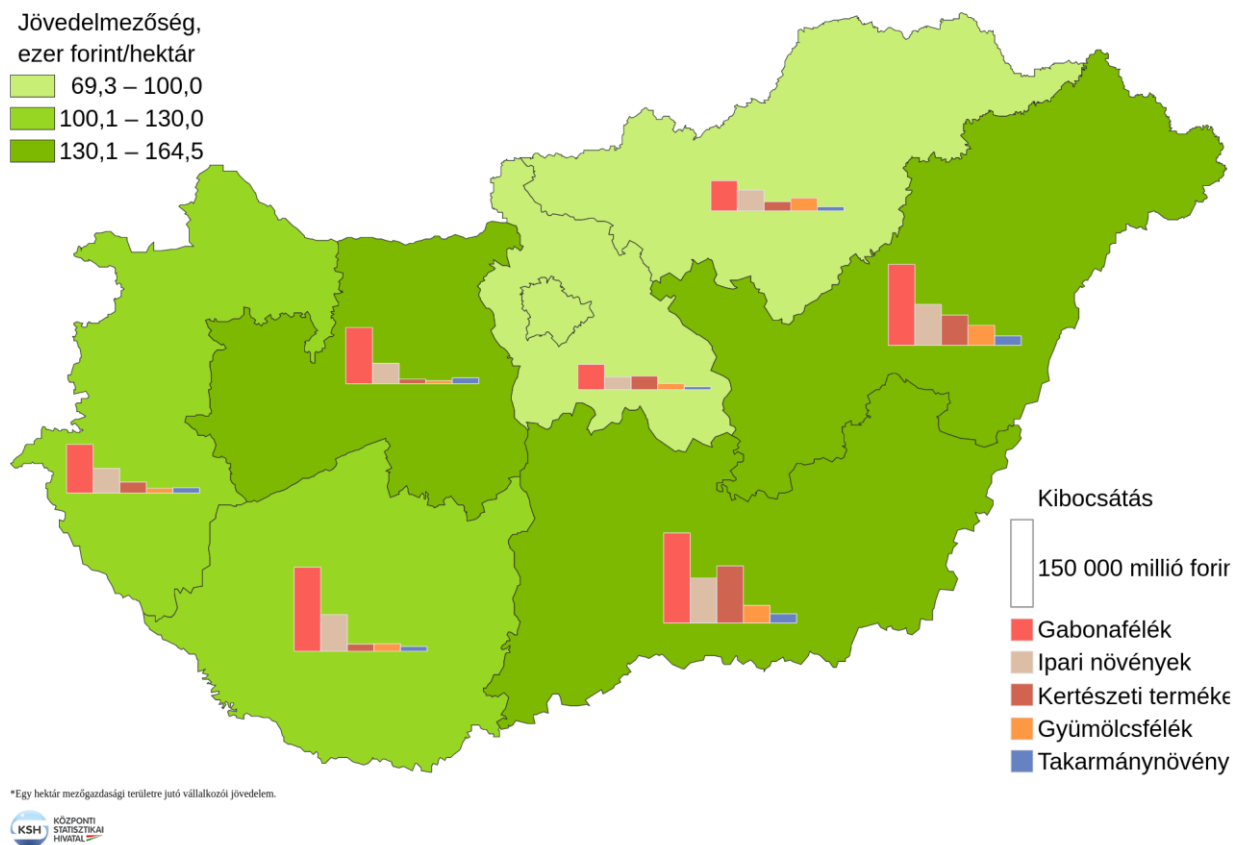 Jövedelmezőség,
ezer forint/hektár
69,3 – 100,0
100,1 – 130,0
130,1 – 164,5
Kibocsátás
150 000 millió forin
Gabonafélék
Ipari növények
Kertészeti terméke
Gyümölcsfélék
Takarmánynövény
*Egy hektár mezőgazdasági területre jutó vállalkozói jövedelem.
KSH KÖZPONTI
STATISZTIKAI
HIVATAL